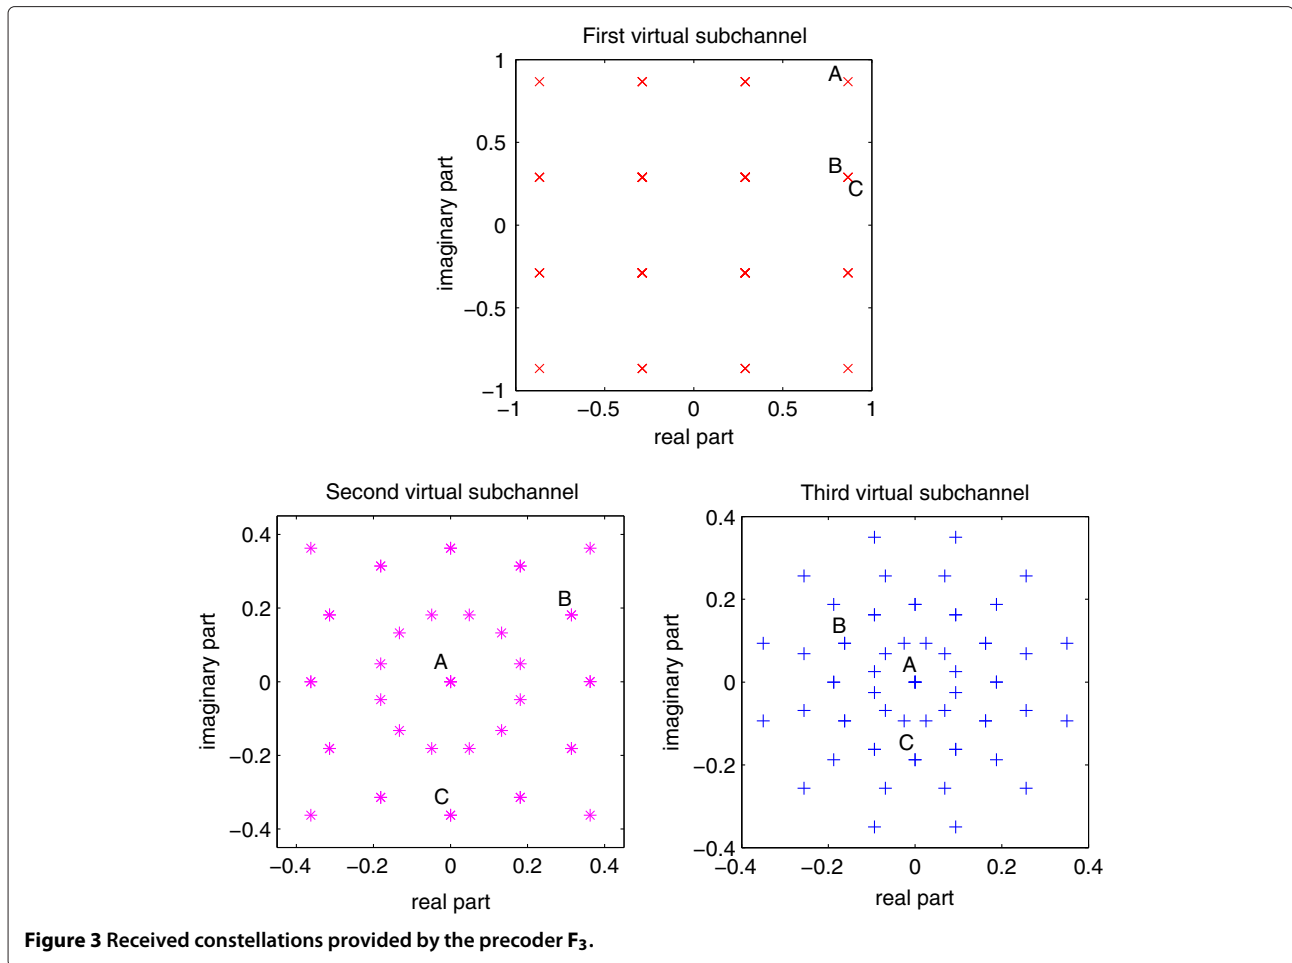 First virtual subchannel
1
0.5
0
−0.5
−1
imaginary part
A
B
C
−1 −0.5 0 0.5 1
real part
Second virtual subchannel
0.4
0.2
0
−0.2
−0.4
imaginary part
B
A
C
−0.4 −0.2 0 0.2 0.4
real part
Third virtual subchannel
0.4
0.2
0
−0.2
−0.4
imaginary part
B
A
C
−0.4 −0.2 0 0.2 0.4
real part
Figure 3 Received constellations provided by the precoder F₃.